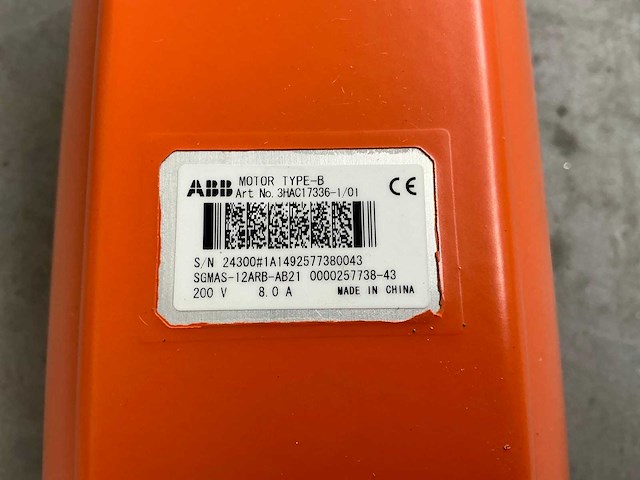 ABB MOTOR TYPE-B
Art No. 3HAC17336-1/01
CE
S/N 24300#1A1492577380043
SGMAS-12ARB-AB21 0000257738-43
200 V 8.0 A MADE IN CHINA